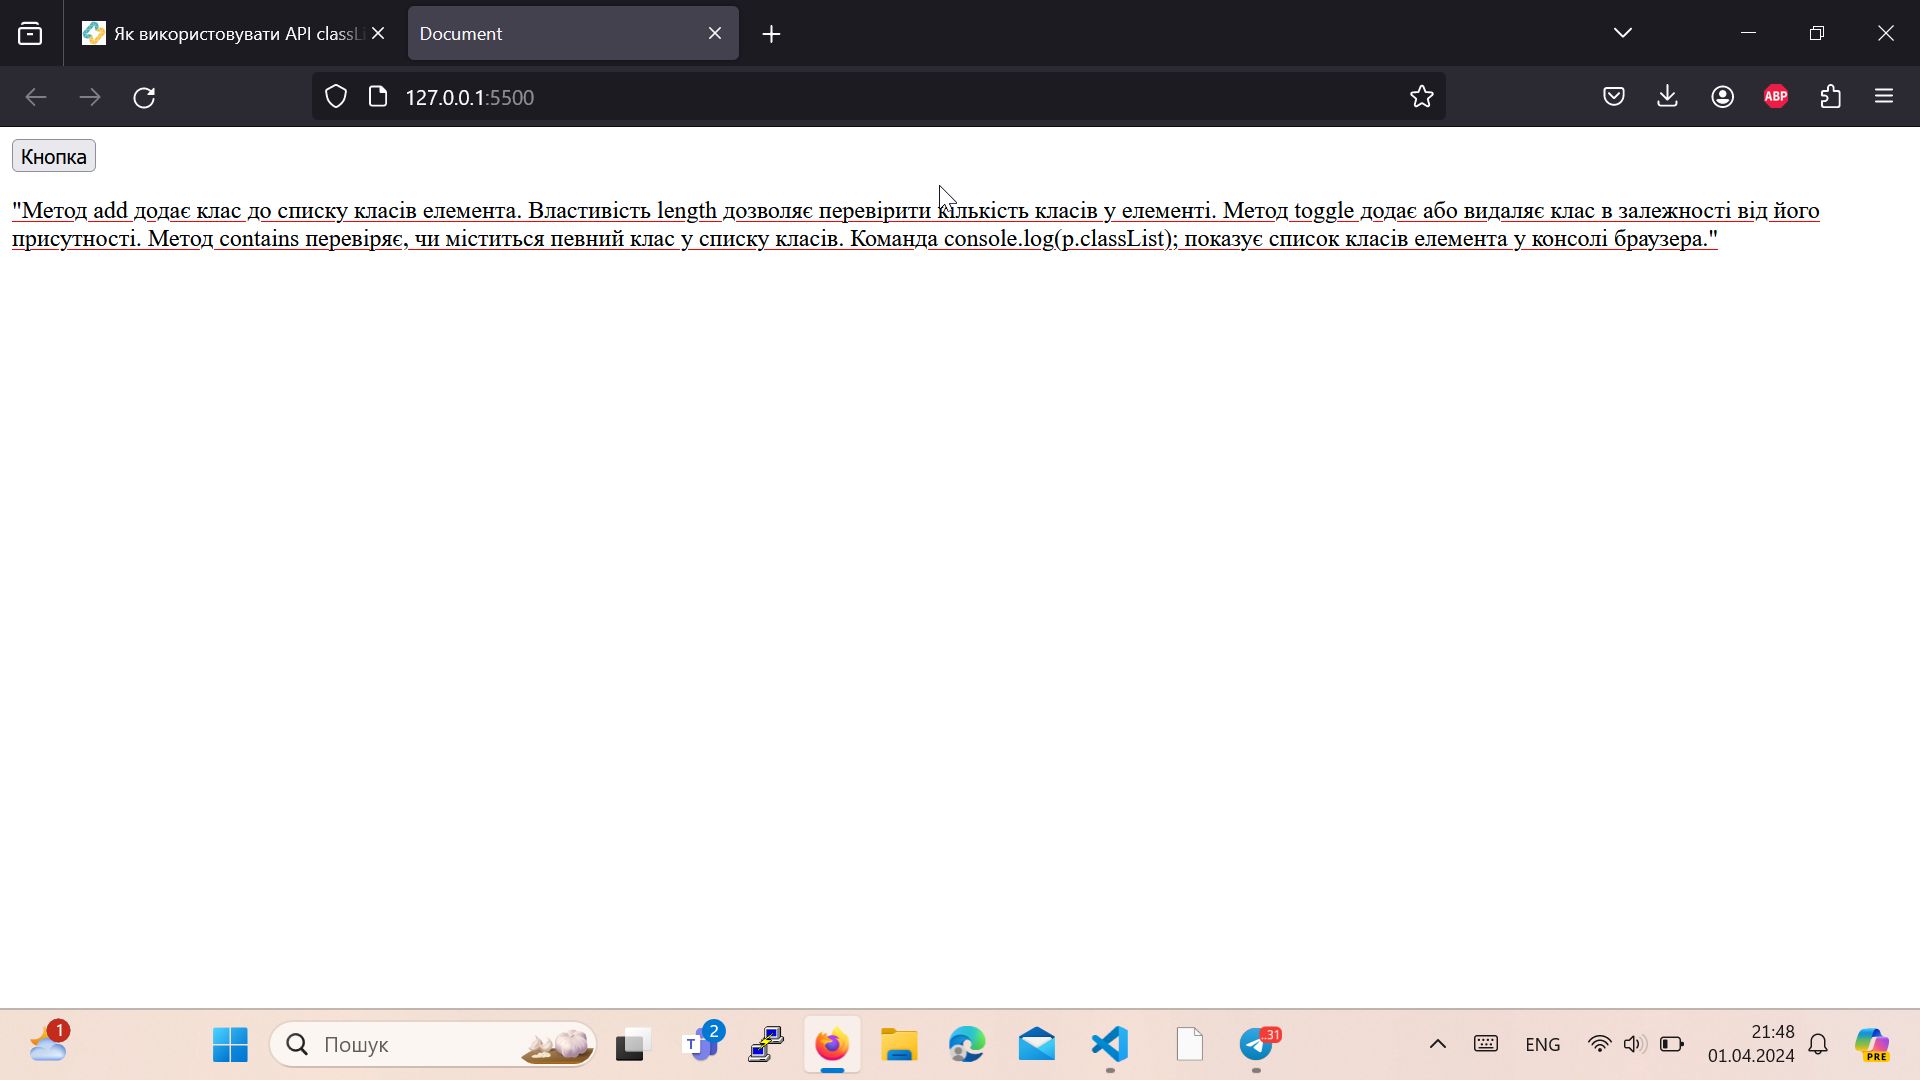 Як використовувати API classLi
Document
127.0.0.1:5500
ABP
Кнопка
"Метод add додає клас до списку класів елемента. Властивість length дозволяє перевірити кількість класів у елементі. Метод toggle додає або видаляє клас в залежності від його
присутності. Метод contains перевіряє, чи міститься певний клас у списку класів. Команда console.log(p.classList); показує список класів елемента у консолі браузера."
1
Пошук
2
T
31
ENG
21:48
01.04.2024
PRE